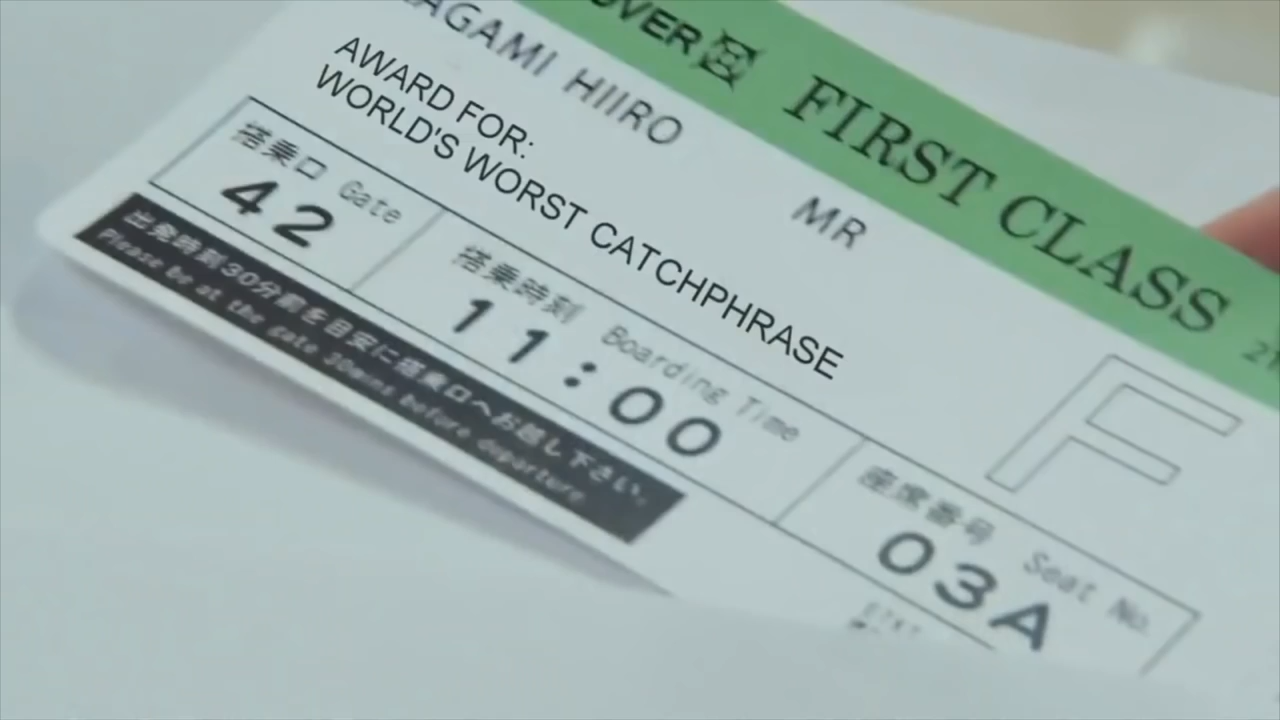 OVER FIRST CLASS
AGAMI HIIRO MR
AWARD FOR:
WORLD'S WORST CATCHPHRASE
搭乗口 Gate
42
搭乗時刻 Boarding Time
11:00
座席番号 Seat No.
03A
F
出発時刻30分前を目安に搭乗口へお越し下さい。
Please be at the gate 30mins before departure.